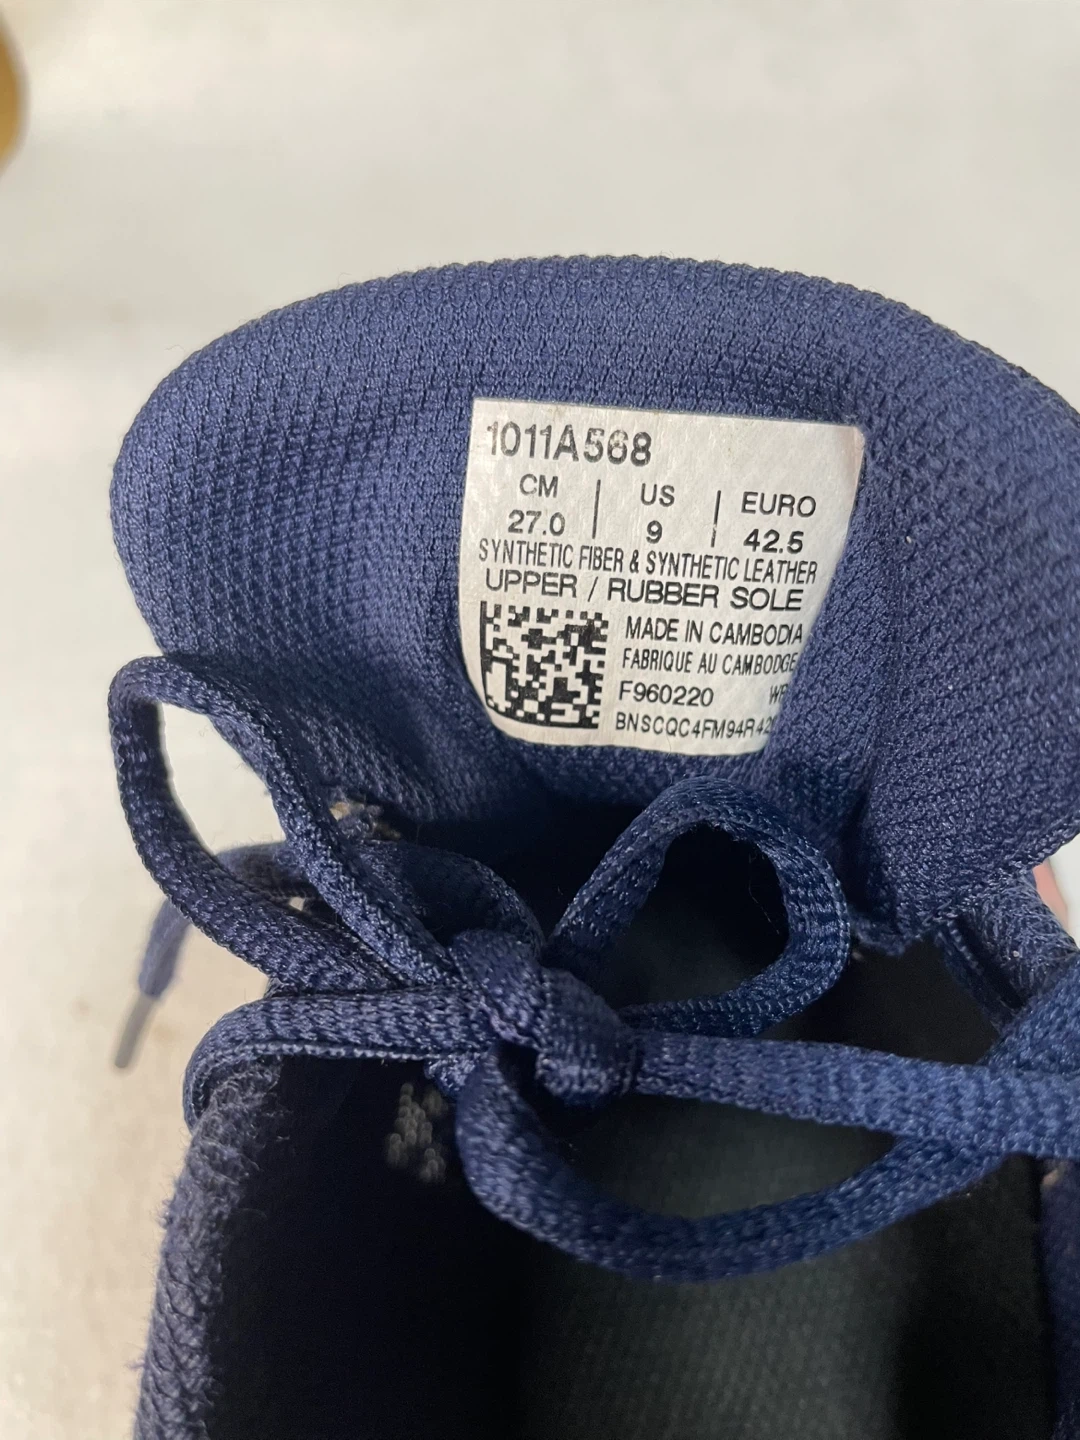 1011A568
CM | US | EURO
27.0 | 9 | 42.5
SYNTHETIC FIBER & SYNTHETIC LEATHER
UPPER / RUBBER SOLE
MADE IN CAMBODIA
FABRIQUE AU CAMBODGE
F960220